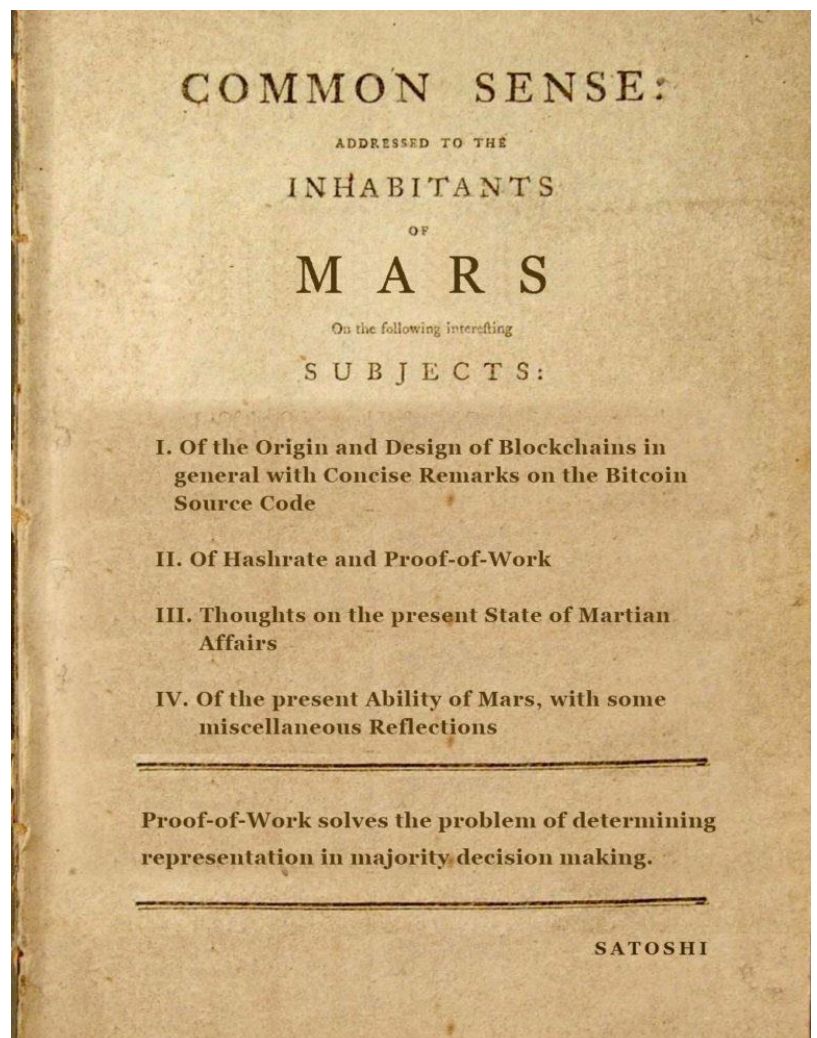 COMMON SENSE:
ADDRESSED TO THE
INHABITANTS
OF
MARS
On the following intereſting
SUBJECTS:
I. Of the Origin and Design of Blockchains in
general with Concise Remarks on the Bitcoin
Source Code
II. Of Hashrate and Proof-of-Work
III. Thoughts on the present State of Martian
Affairs
IV. Of the present Ability of Mars, with some
miscellaneous Reflections
Proof-of-Work solves the problem of determining
representation in majority decision making.
SATOSHI